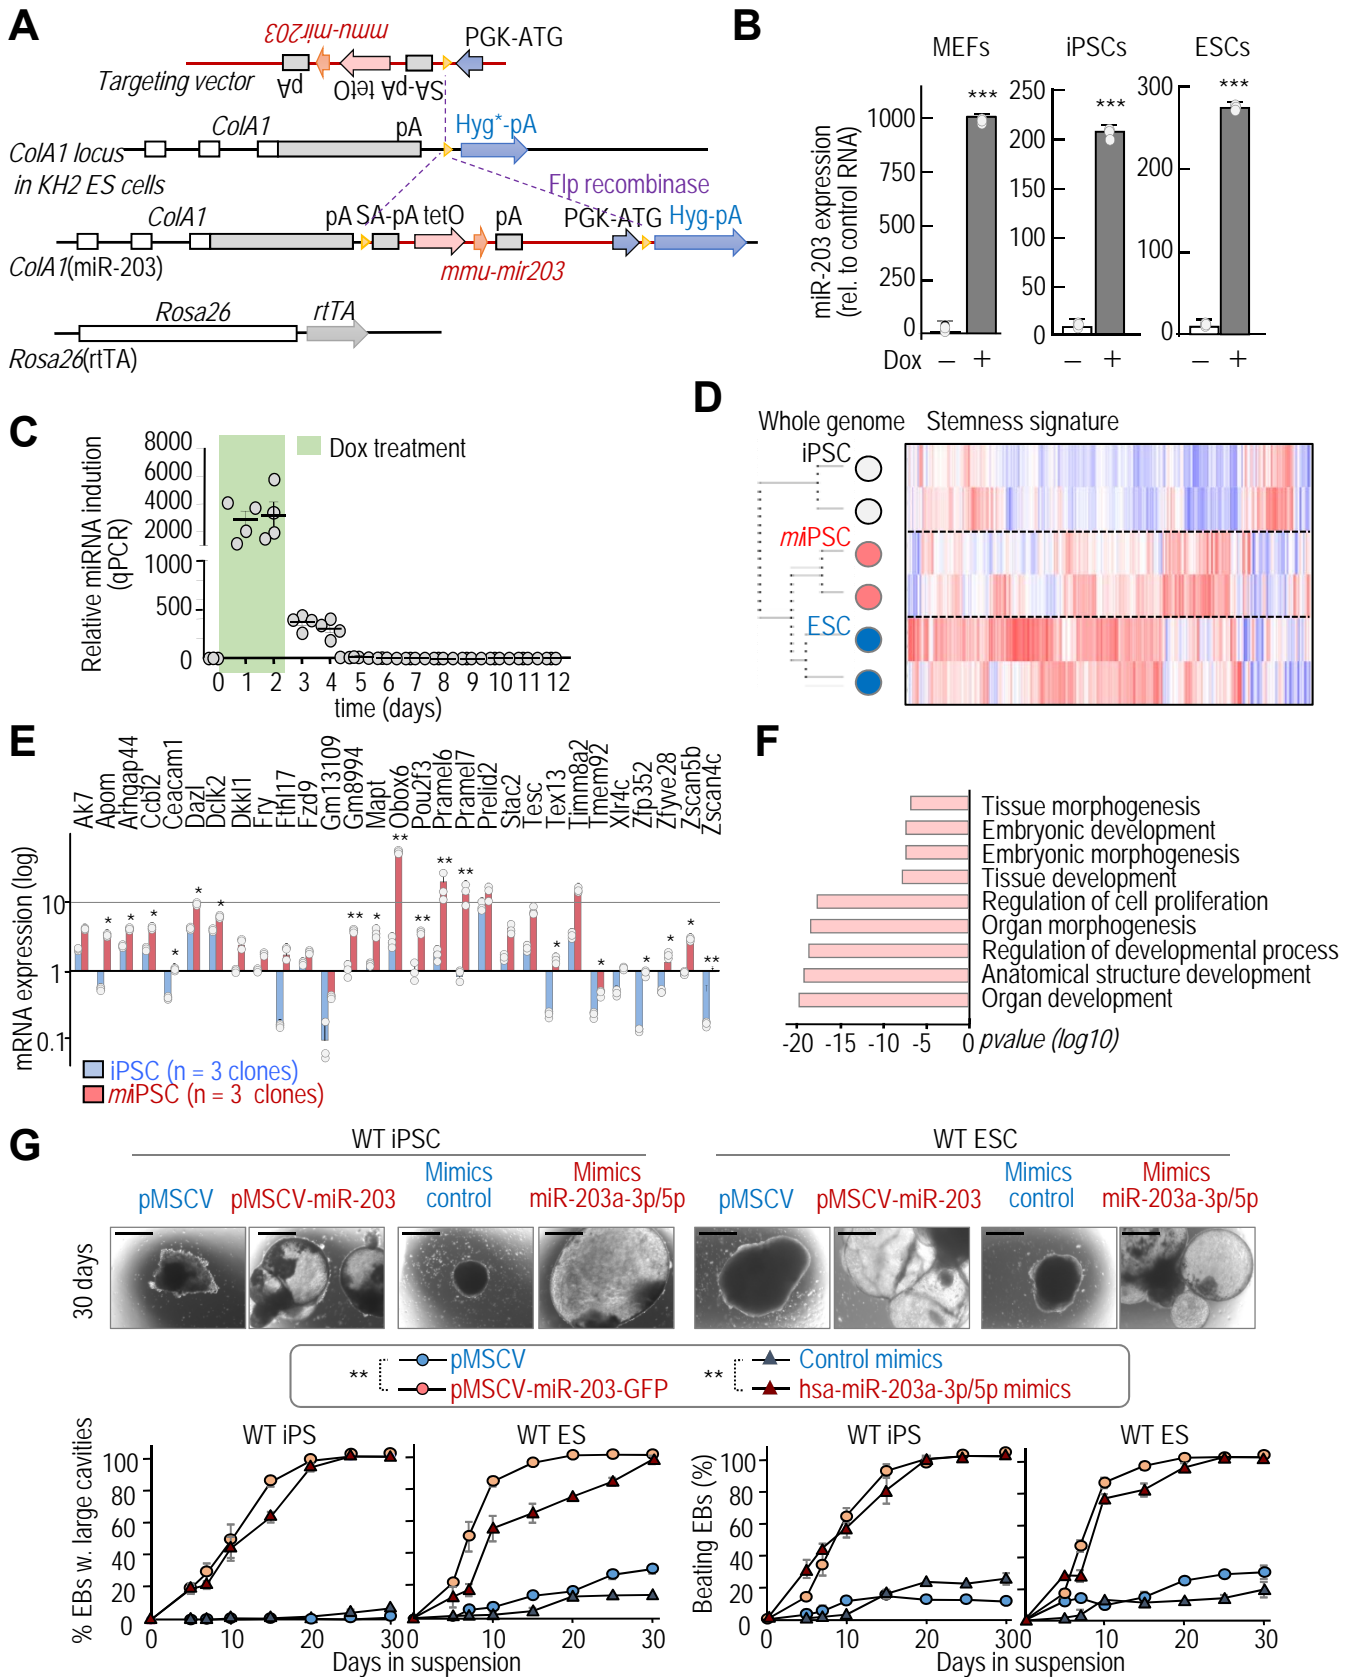 A
mmu-mir203
PGK-ATG
Targeting vector
pA
tetO
SA-pA
ColA1
pA
Hyg*-pA
ColA1 locus
in KH2 ES cells
Flp recombinase
ColA1
pA
SA-pA
tetO
pA
PGK-ATG
Hyg-pA
ColA1(miR-203)
mmu-mir203
Rosa26
rtTA
Rosa26(rtTA)
B
MEFs
iPSCs
ESCs
miR-203 expression
(rel. to control RNA)
1000
750
500
250
0
***
250
200
150
100
50
0
***
300
200
100
0
***
Dox
– +
– +
– +
C
Relative miRNA indution
(qPCR)
8000
6000
4000
2000
1000
500
0
Dox treatment
0 1 2 3 4 5 6 7 8 9 10 11 12
time (days)
D
Whole genome
Stemness signature
iPSC
miPSC
ESC
E
Ak7
Apom
Arhgap44
Ccbl2
Ceacam1
Dazl
Dclk2
Dkkl1
Fry
Fthl17
Fzd9
Gm13109
Gm8994
Mapt
Obox6
Pou2f3
Pramel6
Pramel7
Prelid2
Stac2
Tesc
Tex13
Timm8a2
Tmem92
Xlr4c
Zfp352
Zfyve28
Zscan5b
Zscan4c
mRNA expression (log)
10
1
0.1
* * * * * * ** * ** ** ** ** * * * * * **
iPSC (n = 3 clones)
miPSC (n = 3 clones)
F
Tissue morphogenesis
Embryonic development
Embryonic morphogenesis
Tissue development
Regulation of cell proliferation
Organ morphogenesis
Regulation of developmental process
Anatomical structure development
Organ development
-20 -15 -10 -5 0
pvalue (log10)
G
WT iPSC
WT ESC
pMSCV
pMSCV-miR-203
Mimics
control
Mimics
miR-203a-3p/5p
pMSCV
pMSCV-miR-203
Mimics
control
Mimics
miR-203a-3p/5p
30 days
**
pMSCV
pMSCV-miR-203-GFP
**
Control mimics
hsa-miR-203a-3p/5p mimics
% EBs w. large cavities
WT iPS
WT ES
100
80
60
40
20
0
0 10 20 30
10 20 30
Days in suspension
Beating EBs (%)
WT iPS
WT ES
100
80
60
40
20
0
0 10 20 30
0 10 20 30
Days in suspension